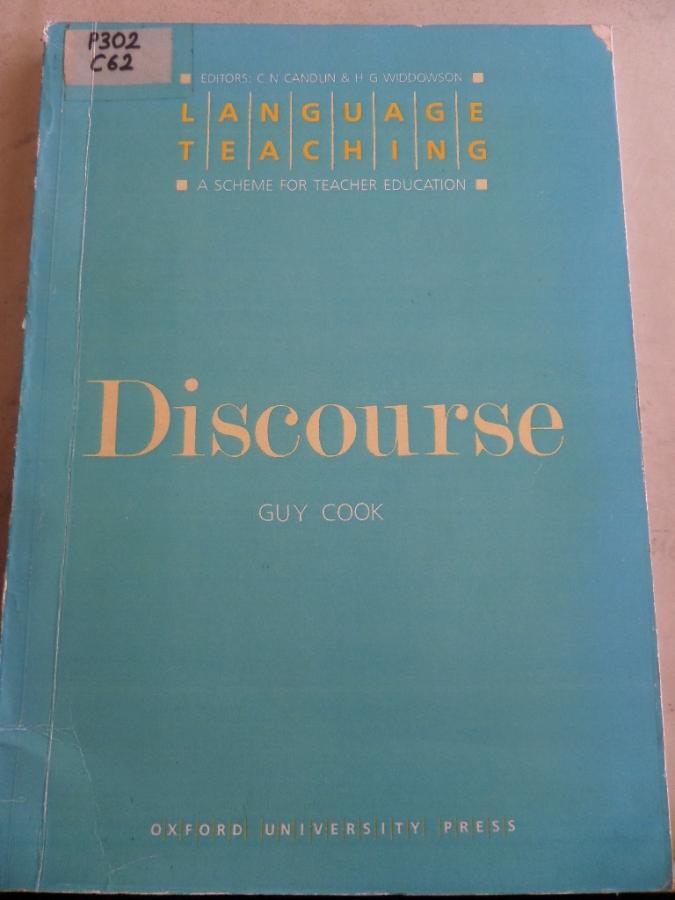 P302
C62
EDITORS: C N CANDLIN & H G WIDDOWSON
LANGUAGE
TEACHING
A SCHEME FOR TEACHER EDUCATION
Discourse
GUY COOK
OXFORD UNIVERSITY PRESS